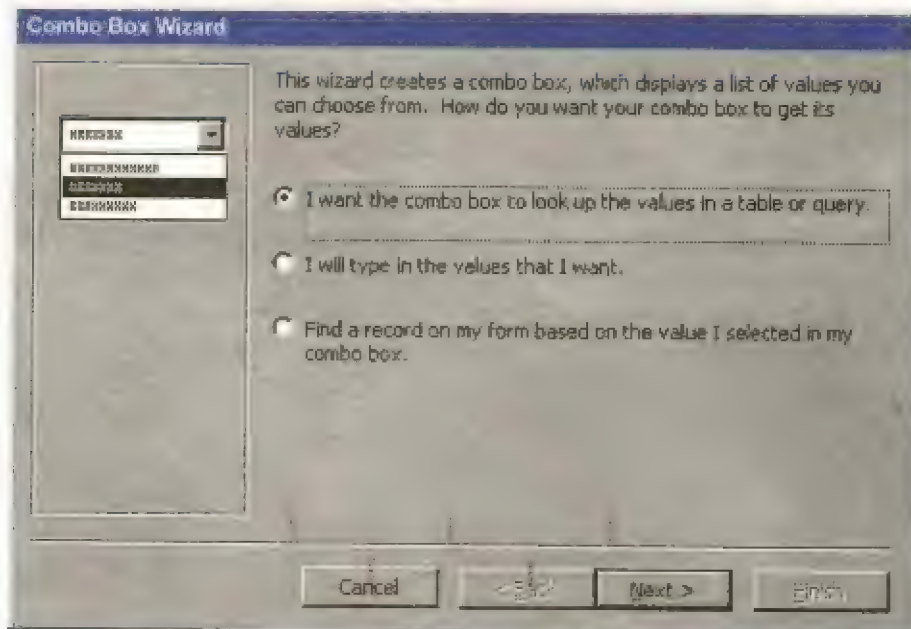 Combo Box Wizard
This wizard creates a combo box, which displays a list of values you
can choose from. How do you want your combo box to get its
values?
I want the combo box to look up the values in a table or query.
I will type in the values that I want.
Find a record on my form based on the value I selected in my
combo box.
Cancel
Next >
Finish